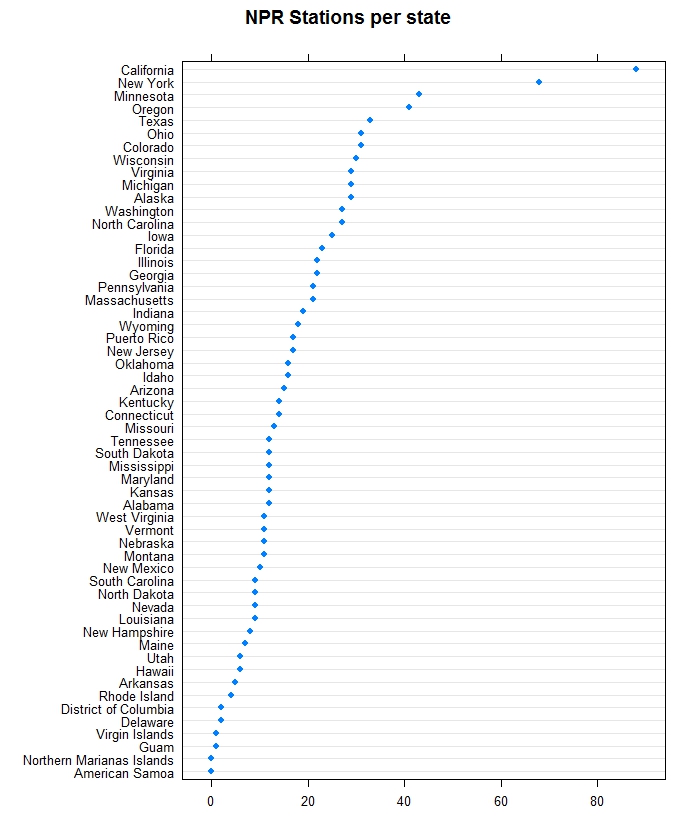 NPR Stations per state
California
New York
Minnesota
Oregon
Texas
Ohio
Colorado
Wisconsin
Virginia
Michigan
Alaska
Washington
North Carolina
Iowa
Florida
Illinois
Georgia
Pennsylvania
Massachusetts
Indiana
Wyoming
Puerto Rico
New Jersey
Oklahoma
Idaho
Arizona
Kentucky
Connecticut
Missouri
Tennessee
South Dakota
Mississippi
Maryland
Kansas
Alabama
West Virginia
Vermont
Nebraska
Montana
New Mexico
South Carolina
North Dakota
Nevada
Louisiana
New Hampshire
Maine
Utah
Hawaii
Arkansas
Rhode Island
District of Columbia
Delaware
Virgin Islands
Guam
Northern Marianas Islands
American Samoa
0 20 40 60 80